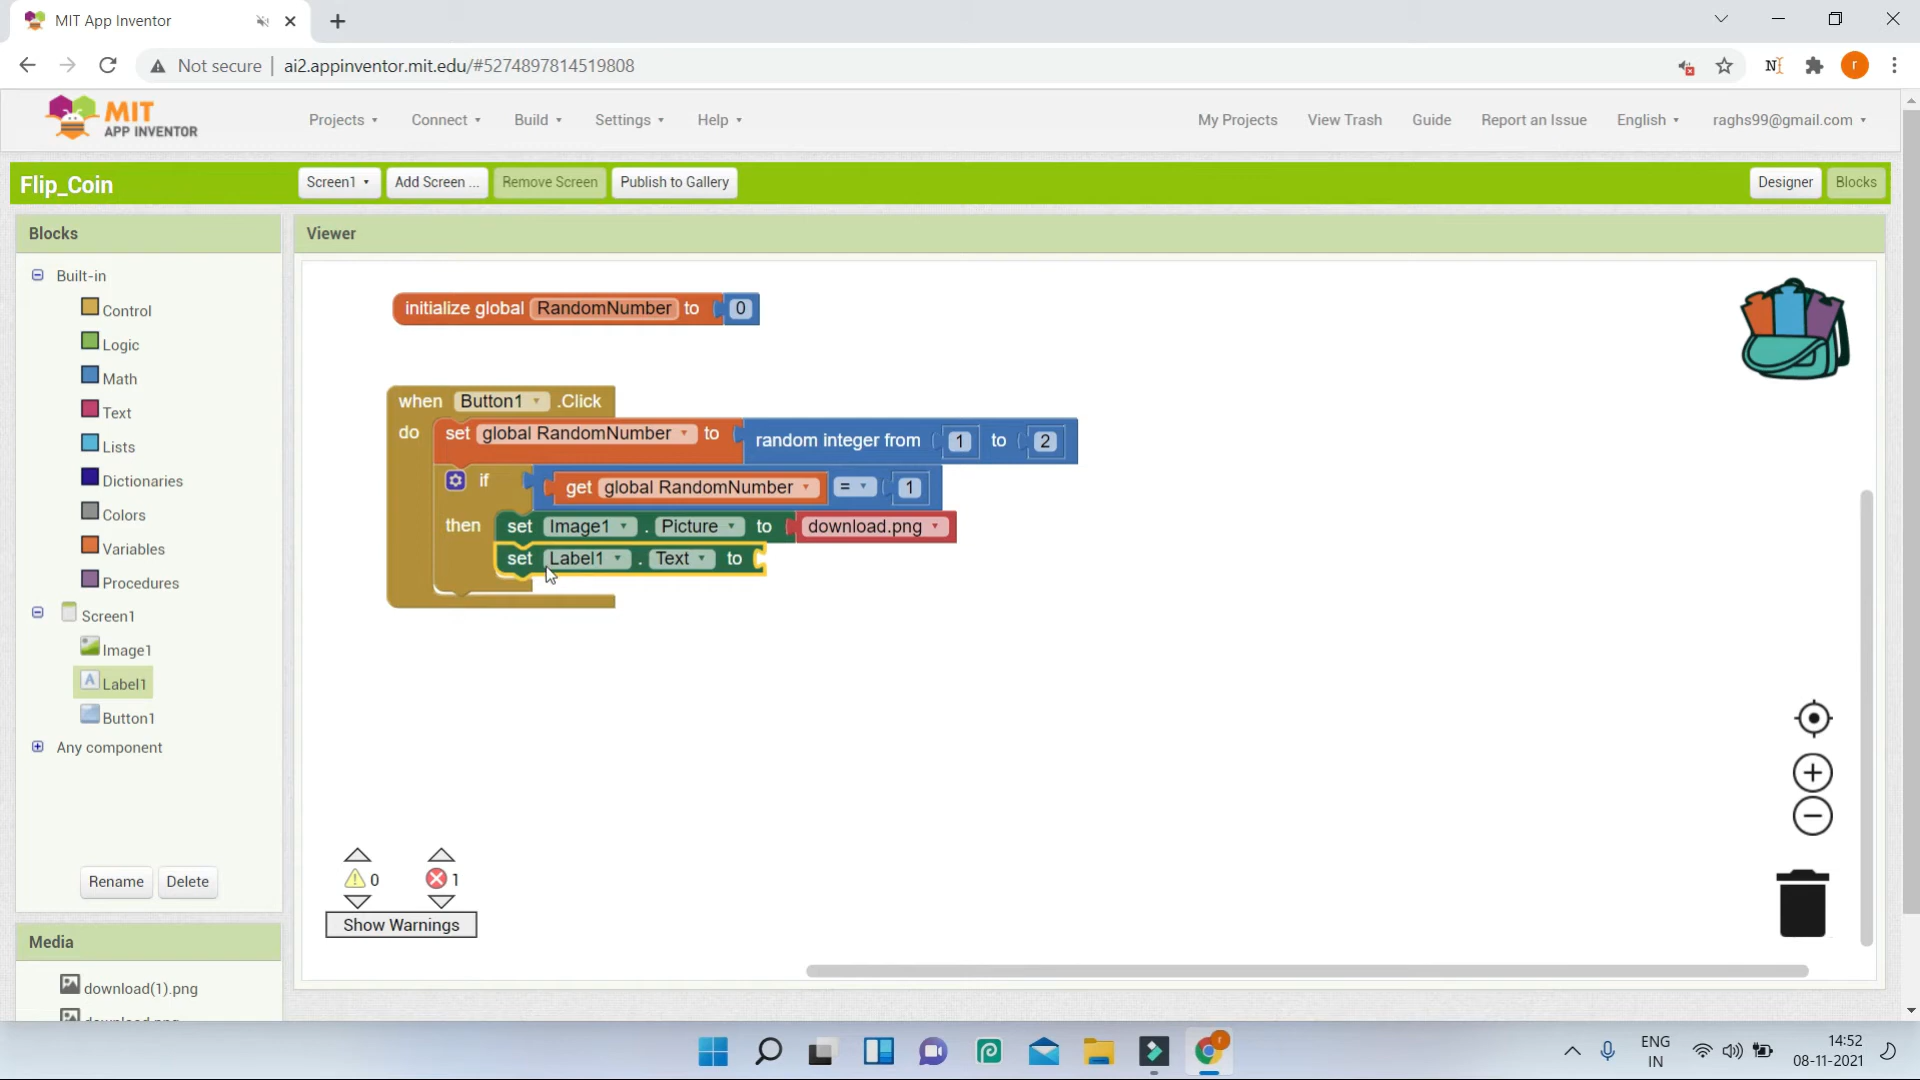 MIT App Inventor
Not secure | ai2.appinventor.mit.edu/#5274897814519808
r
MIT
APP INVENTOR
Projects
Connect
Build
Settings
Help
My Projects
View Trash
Guide
Report an Issue
English
raghs99@gmail.com
Flip_Coin
Screen1
Add Screen ...
Remove Screen
Publish to Gallery
Designer
Blocks
Blocks
Viewer
Built-in
Control
Logic
Math
Text
Lists
Dictionaries
Colors
Variables
Procedures
Screen1
Image1
Label1
Button1
Any component
Rename
Delete
Media
download(1).png
initialize global RandomNumber to 0
when Button1 .Click
do set global RandomNumber to random integer from 1 to 2
if get global RandomNumber = 1
then set Image1 . Picture to download.png
set Label1 . Text to
0
1
Show Warnings
ENG
IN
14:52
08-11-2021